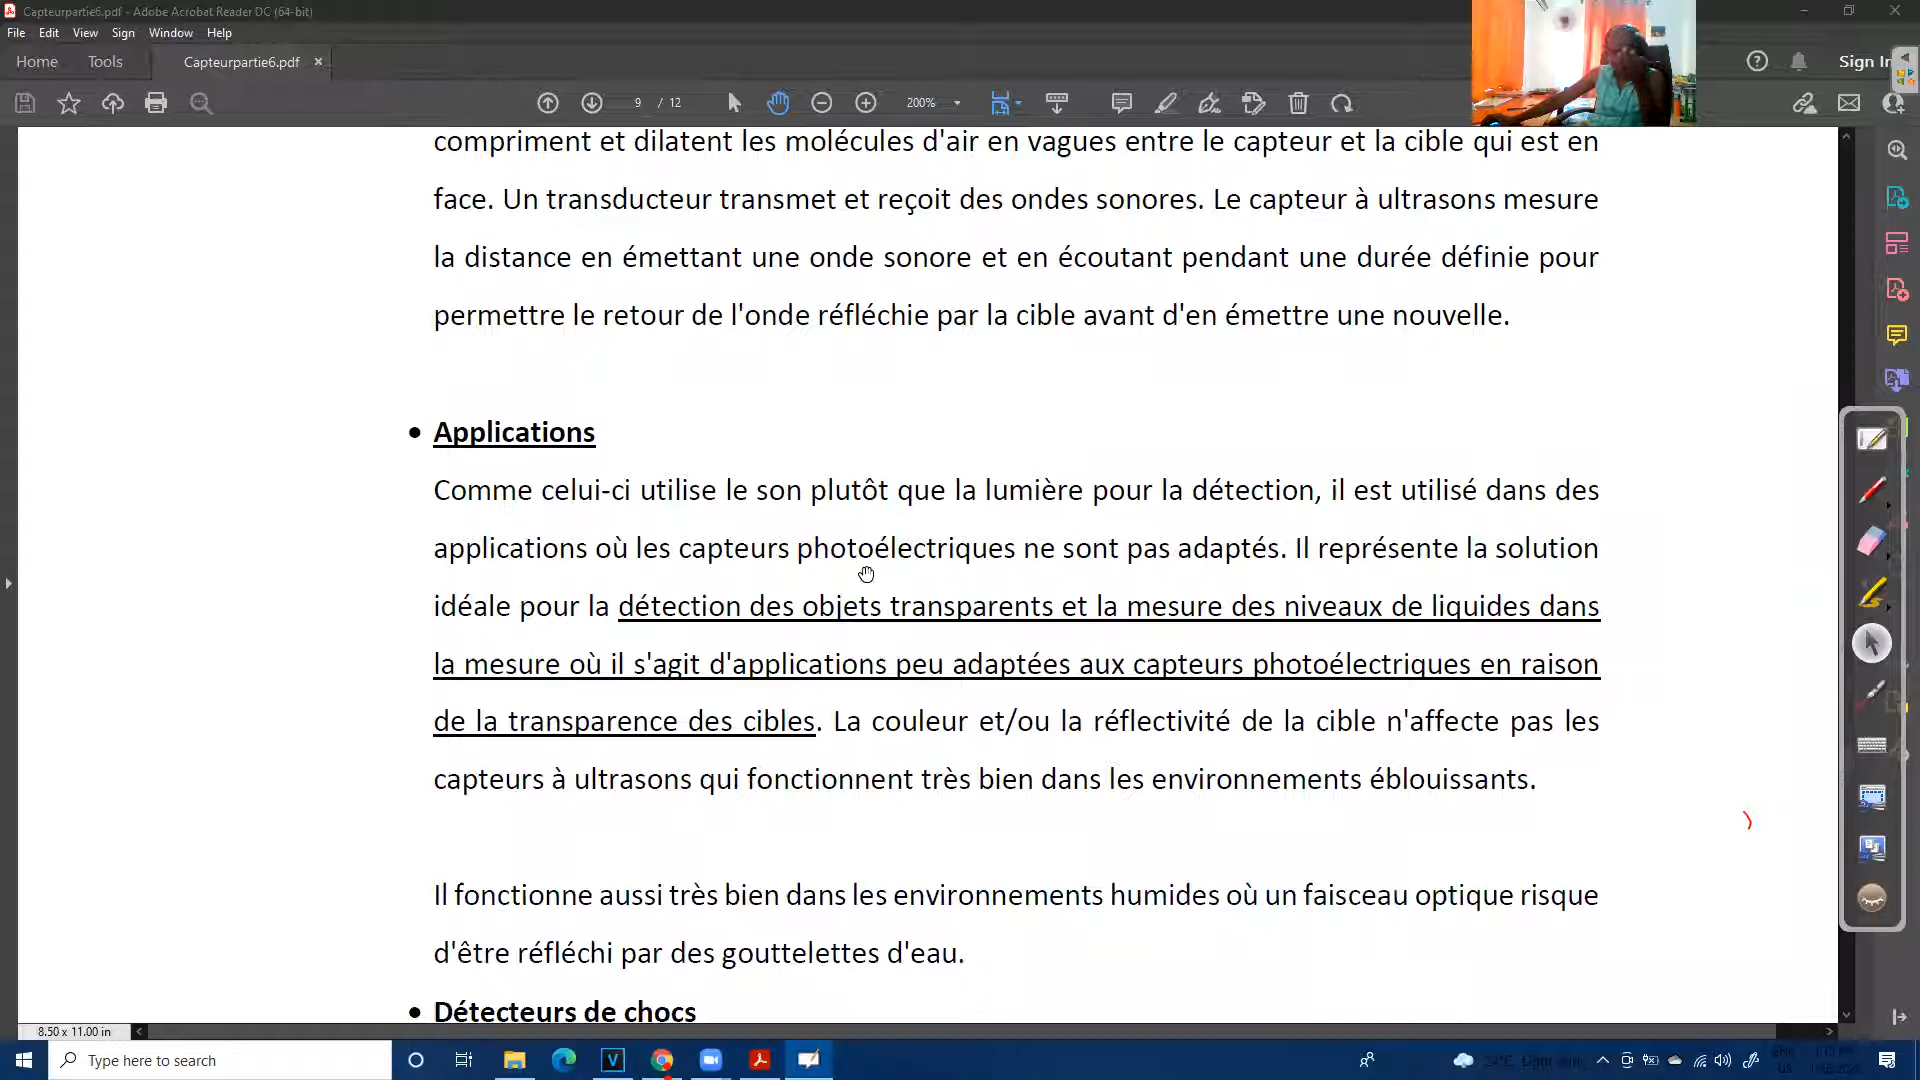 Capteurpartie6.pdf - Adobe Acrobat Reader DC (64-bit)
File Edit View Sign Window Help
Home Tools Capteurpartie6.pdf × Sign In
9 / 12 200%
compriment et dilatent les molécules d'air en vagues entre le capteur et la cible qui est en
face. Un transducteur transmet et reçoit des ondes sonores. Le capteur à ultrasons mesure
la distance en émettant une onde sonore et en écoutant pendant une durée définie pour
permettre le retour de l'onde réfléchie par la cible avant d'en émettre une nouvelle.
• Applications
Comme celui-ci utilise le son plutôt que la lumière pour la détection, il est utilisé dans des
applications où les capteurs photoélectriques ne sont pas adaptés. Il représente la solution
idéale pour la détection des objets transparents et la mesure des niveaux de liquides dans
la mesure où il s'agit d'applications peu adaptées aux capteurs photoélectriques en raison
de la transparence des cibles. La couleur et/ou la réflectivité de la cible n'affecte pas les
capteurs à ultrasons qui fonctionnent très bien dans les environnements éblouissants.
Il fonctionne aussi très bien dans les environnements humides où un faisceau optique risque
d'être réfléchi par des gouttelettes d'eau.
• Détecteurs de chocs
8.50 x 11.00 in
Type here to search